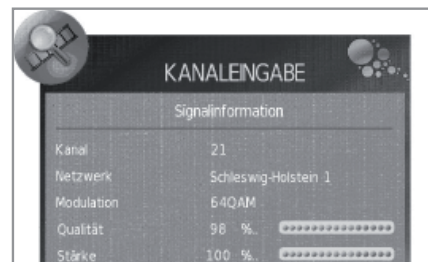 KANALEINGABE
Signalinformation
Kanal 21
Netzwerk Schleswig-Holstein 1
Modulation 64QAM
Qualität 98 %..
Stärke 100 %..